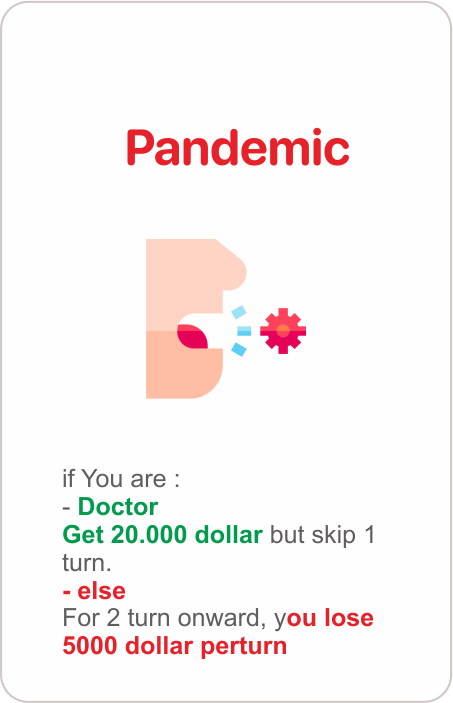 Pandemic
if You are :
- Doctor
Get 20.000 dollar but skip 1
turn.
- else
For 2 turn onward, you lose
5000 dollar perturn